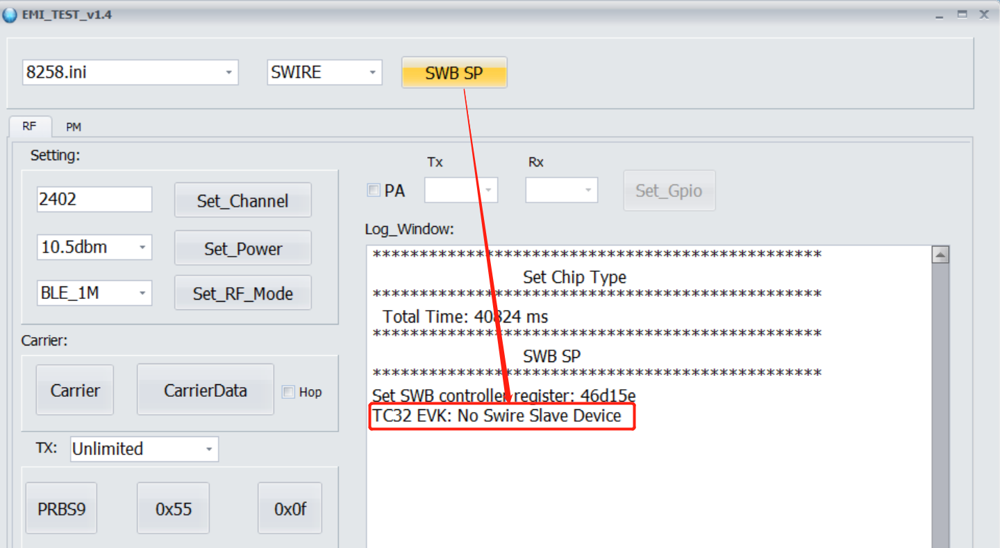 EMI_TEST_v1.4
8258.ini
SWIRE
SWB SP
RF
PM
Setting:
2402
Set_Channel
10.5dbm
Set_Power
BLE_1M
Set_RF_Mode
Carrier:
Carrier
CarrierData
Hop
TX:
Unlimited
PRBS9
0x55
0x0f
Tx
Rx
PA
Set_Gpio
Log_Window:
************************************************
Set Chip Type
************************************************
Total Time: 40824 ms
************************************************
SWB SP
************************************************
Set SWB controller register: 46d15e
TC32 EVK: No Swire Slave Device